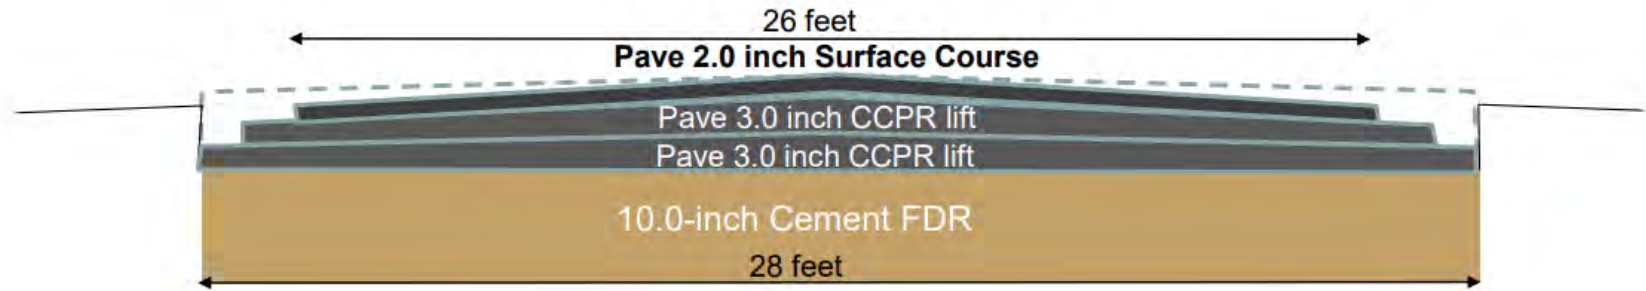 26 feet
Pave 2.0 inch Surface Course
Pave 3.0 inch CCPR lift
Pave 3.0 inch CCPR lift
10.0-inch Cement FDR
28 feet